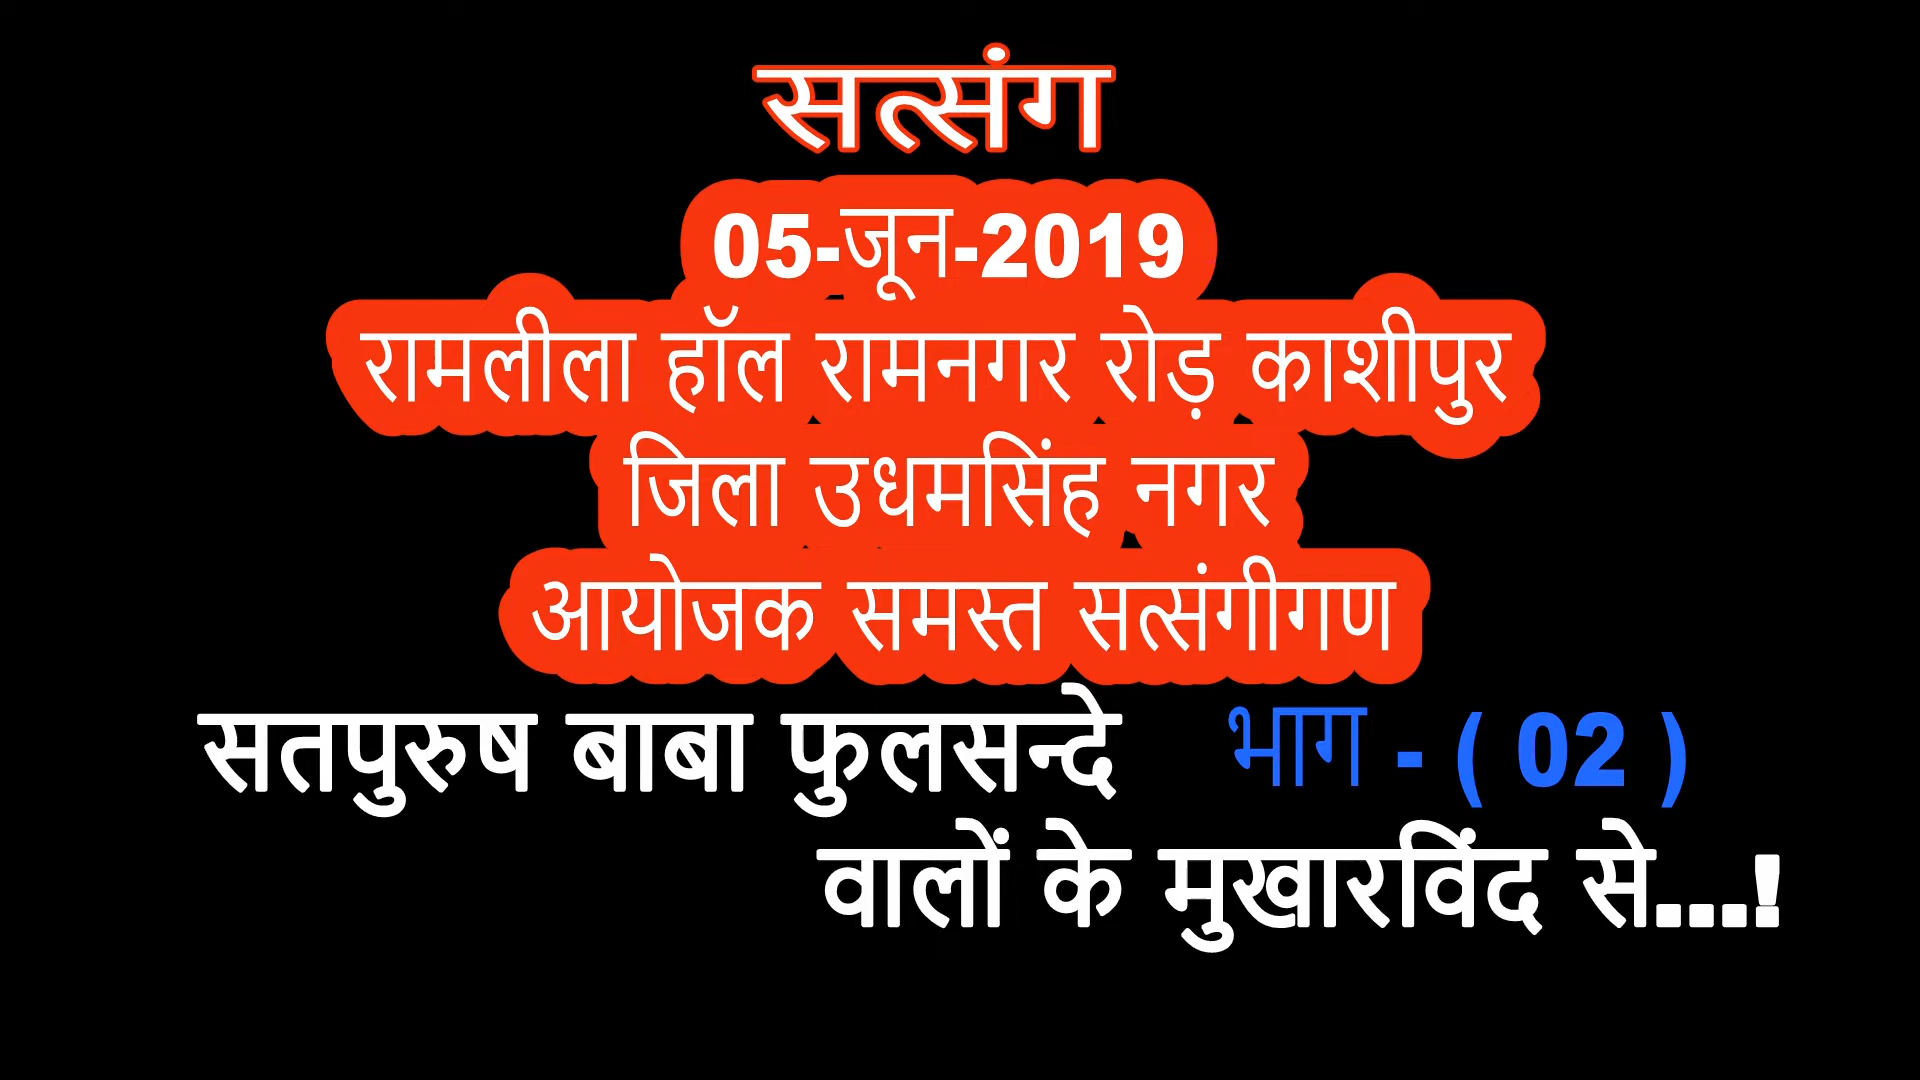 सत्संग
05-जून-2019
रामलीला हॉल रामनगर रोड़ काशीपुर
जिला उधमसिंह नगर
आयोजक समस्त सत्संगीगण
सतपुरुष बाबा फुलसन्दे भाग - ( 02 )
वालों के मुखारविंद से...!